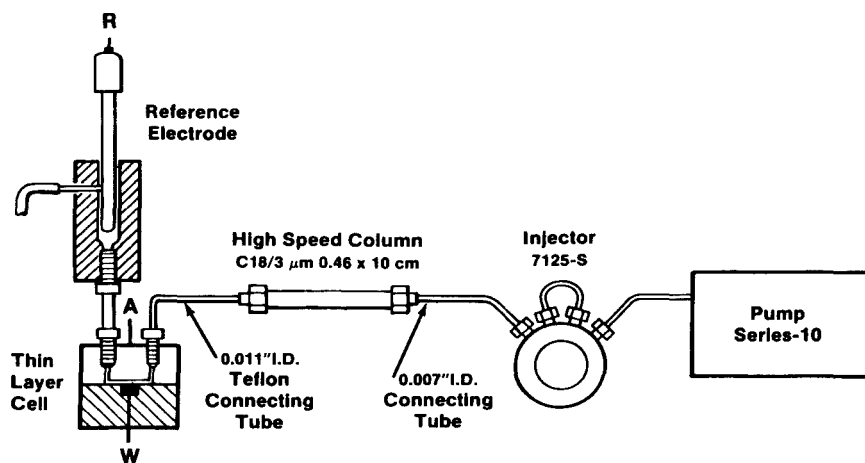 R
Reference
Electrode
High Speed Column
C18/3 μm 0.46 x 10 cm
Injector
7125-S
Pump
Series-10
A
Thin
Layer
Cell
0.011"I.D.
Teflon
Connecting
Tube
0.007"I.D.
Connecting
Tube
W